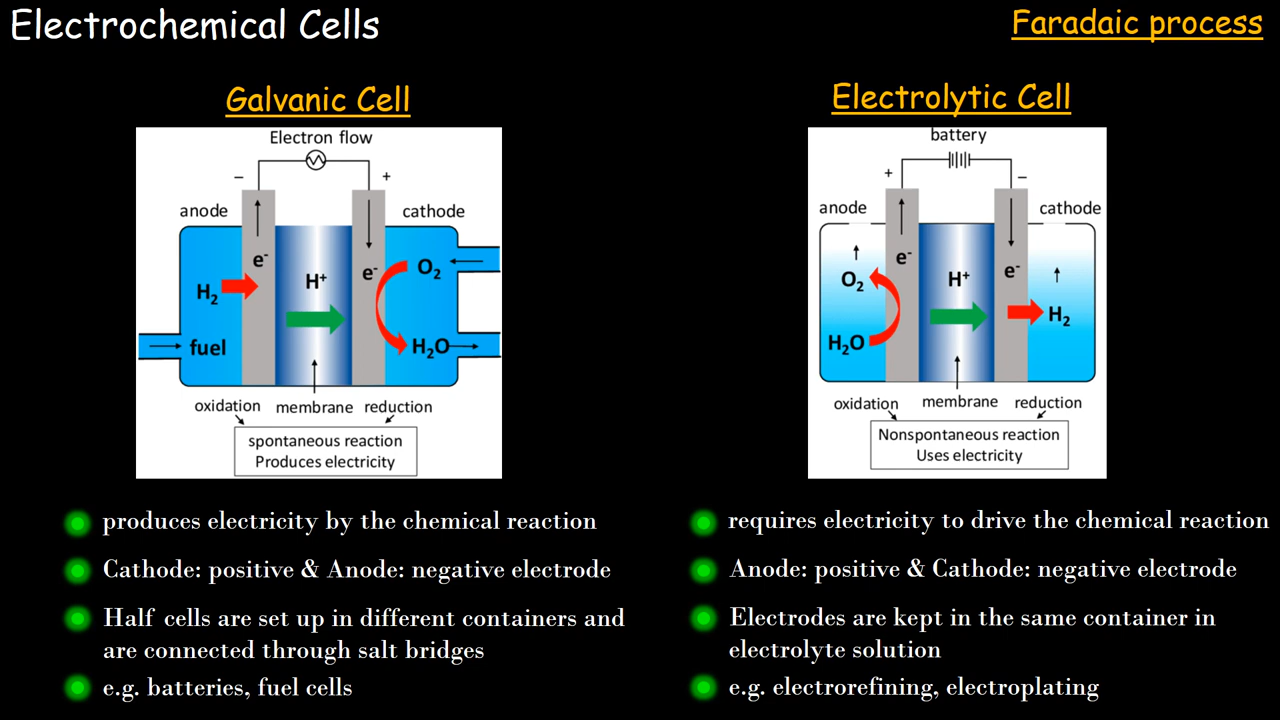 Electrochemical Cells
Faradaic process
Galvanic Cell
Electron flow
–
+
anode
cathode
e-
e-
H2
H+
O2
fuel
H2O
oxidation
membrane
reduction
spontaneous reaction
Produces electricity
produces electricity by the chemical reaction
Cathode: positive & Anode: negative electrode
Half cells are set up in different containers and
are connected through salt bridges
e.g. batteries, fuel cells
Electrolytic Cell
battery
+
–
anode
cathode
e-
e-
O2
H+
H2
H2O
oxidation
membrane
reduction
Nonspontaneous reaction
Uses electricity
requires electricity to drive the chemical reaction
Anode: positive & Cathode: negative electrode
Electrodes are kept in the same container in
electrolyte solution
e.g. electrorefining, electroplating